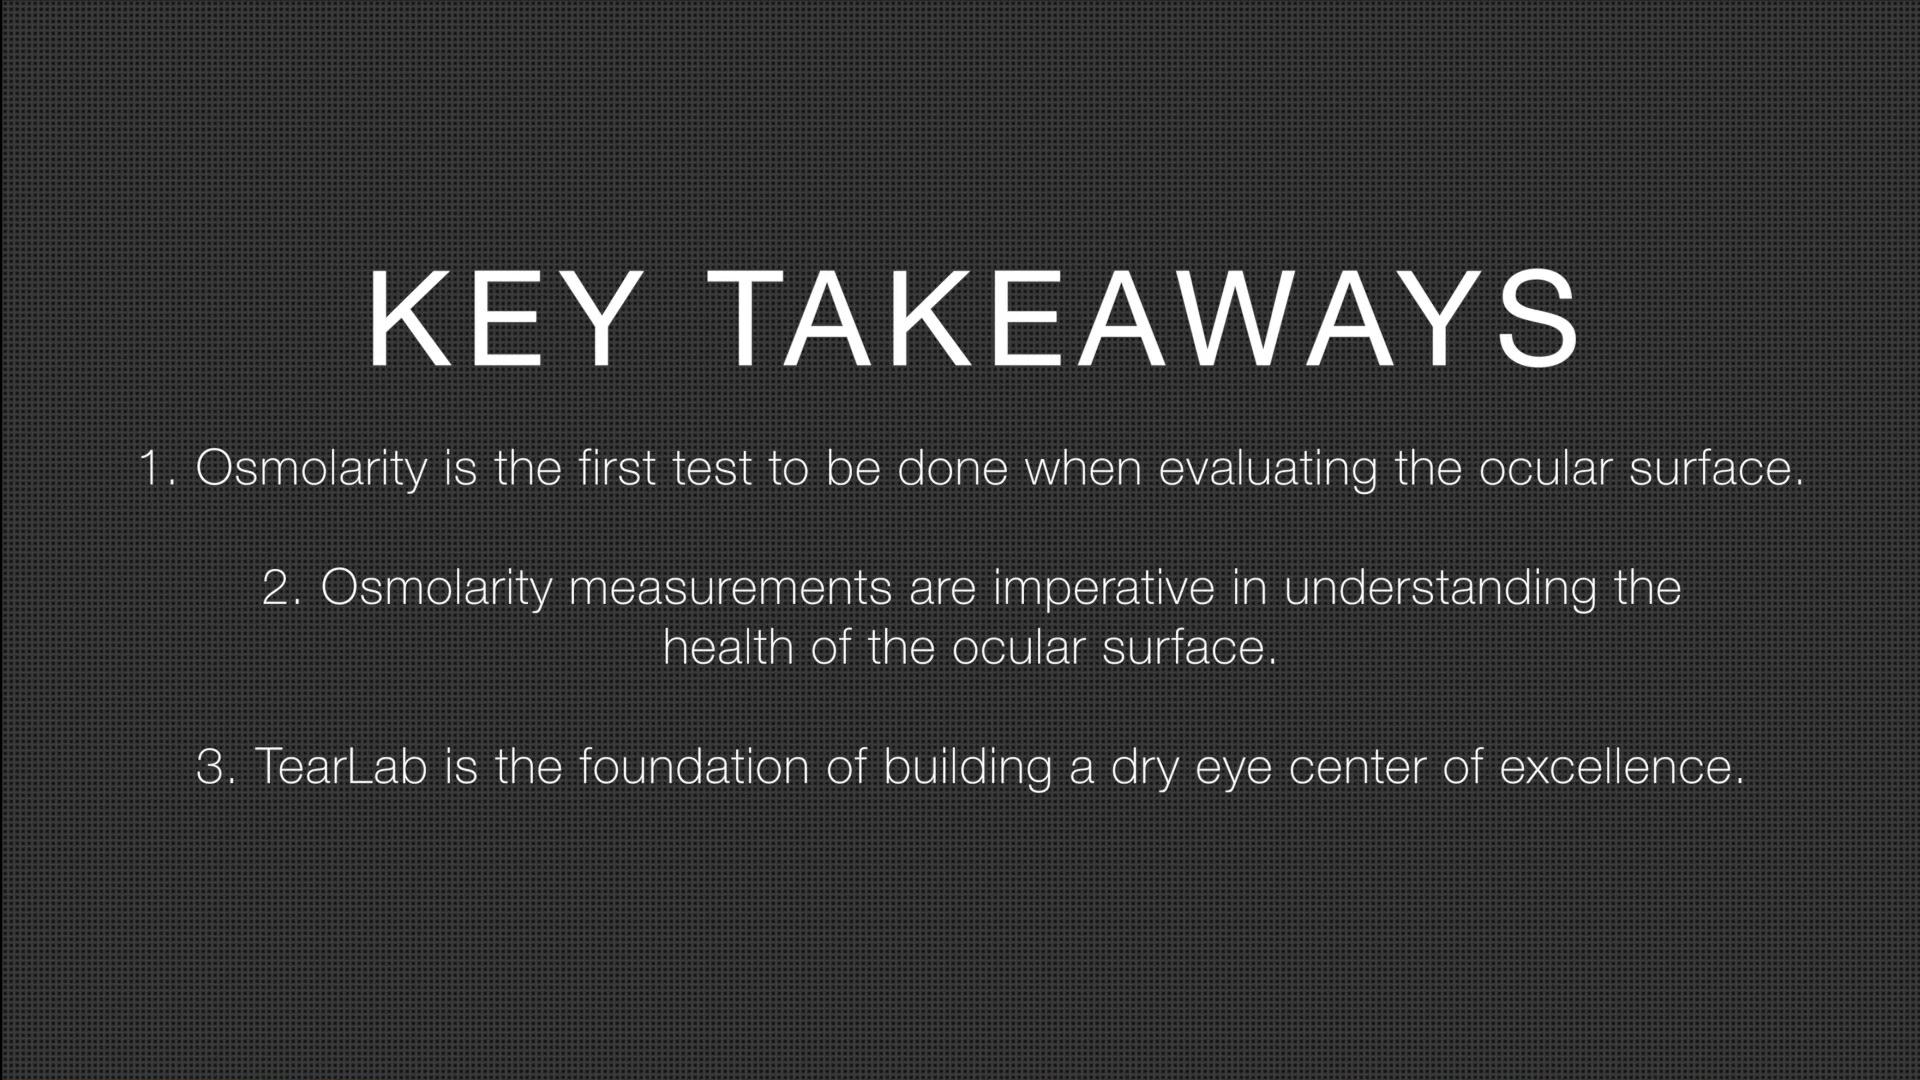 KEY TAKEAWAYS
1. Osmolarity is the first test to be done when evaluating the ocular surface.
2. Osmolarity measurements are imperative in understanding the
health of the ocular surface.
3. TearLab is the foundation of building a dry eye center of excellence.